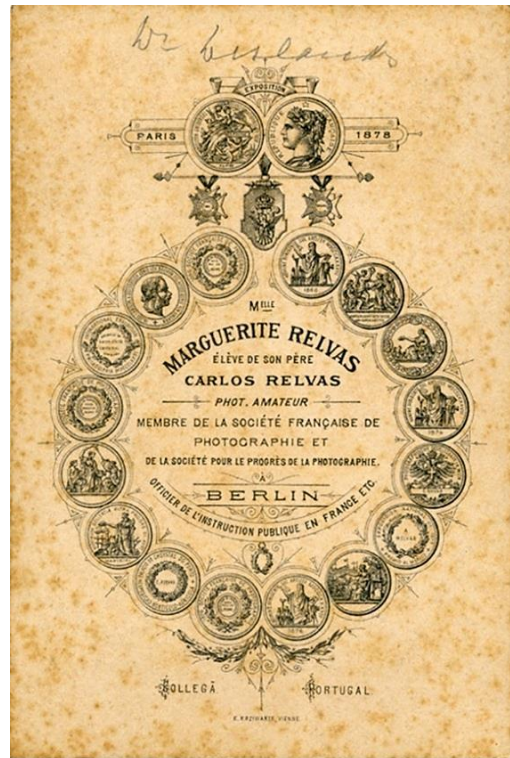 EXPOSITION
PARIS 1878
MELLE
MARGUERITE RELVAS
ÉLÈVE DE SON PÈRE
CARLOS RELVAS
PHOT. AMATEUR
MEMBRE DE LA SOCIÉTÉ FRANÇAISE DE
PHOTOGRAPHIE ET
DE LA SOCIÉTÉ POUR LE PROGRÈS DE LA PHOTOGRAPHIE,
À
BERLIN
OFFICIER DE L'INSTRUCTION PUBLIQUE EN FRANCE ETC.
GOLLEGÃ PORTUGAL